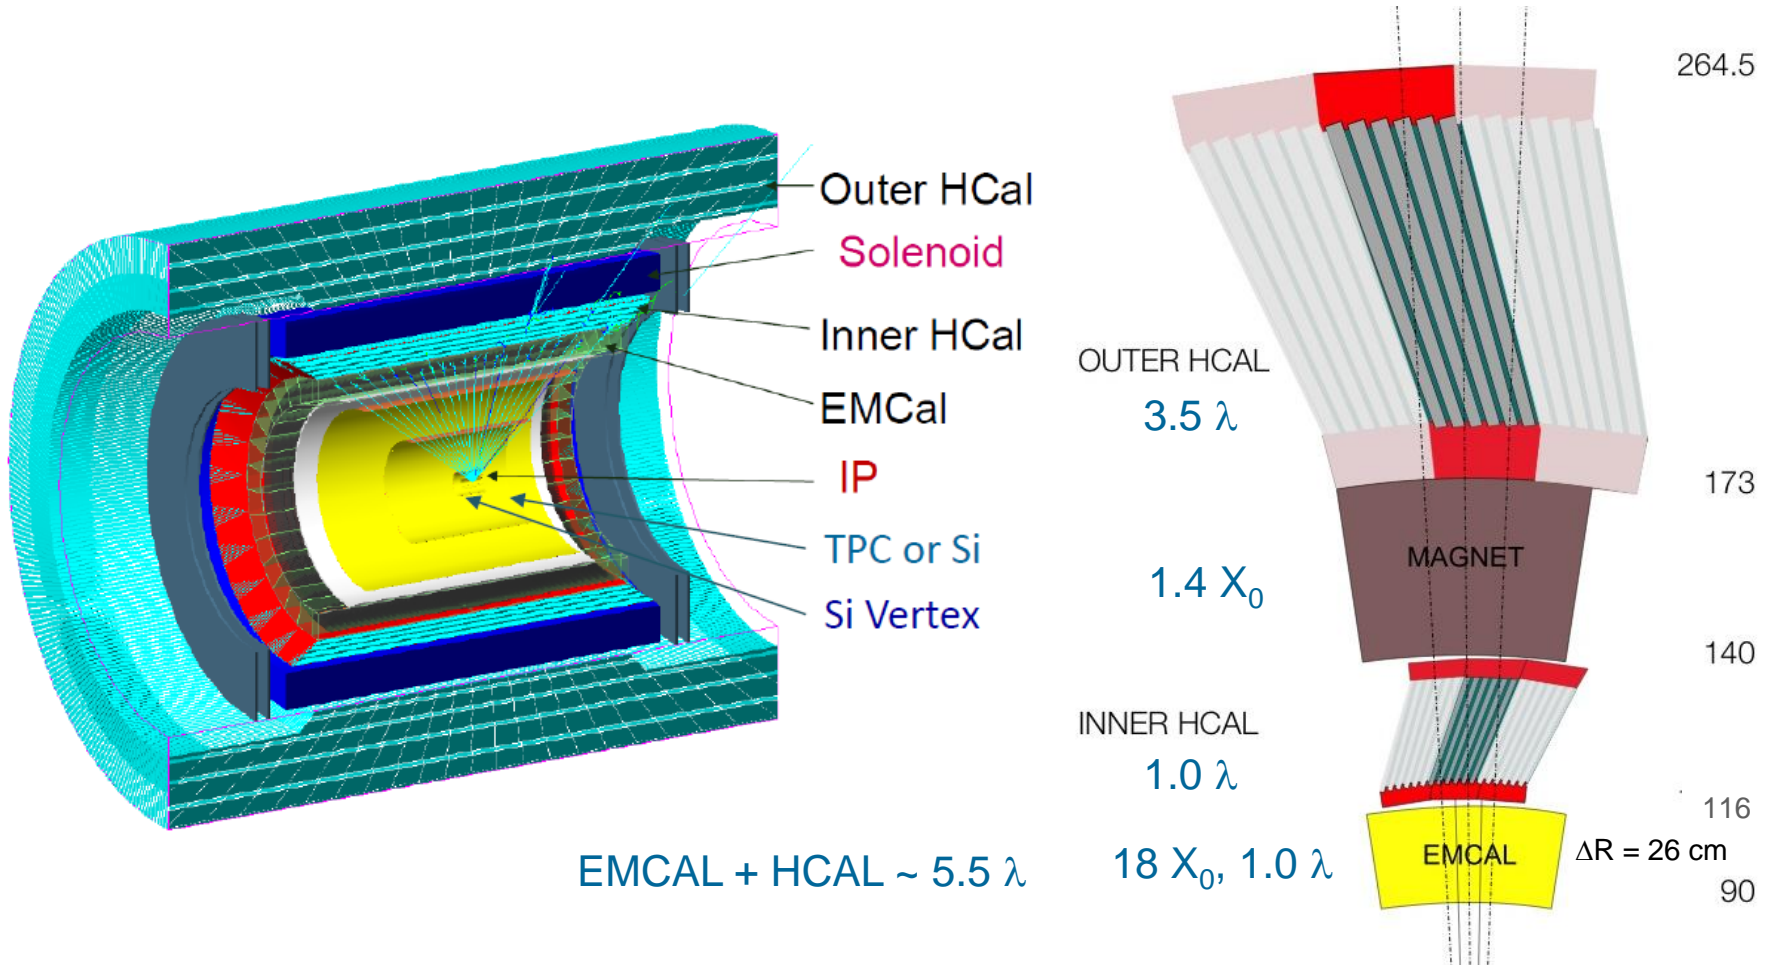 Outer HCal
Solenoid
Inner HCal
EMCal
IP
TPC or Si
Si Vertex
EMCAL + HCAL ~ 5.5 λ
264.5
OUTER HCAL
3.5 λ
173
MAGNET
1.4 X₀
140
INNER HCAL
1.0 λ
116
EMCAL
ΔR = 26 cm
18 X₀, 1.0 λ
90